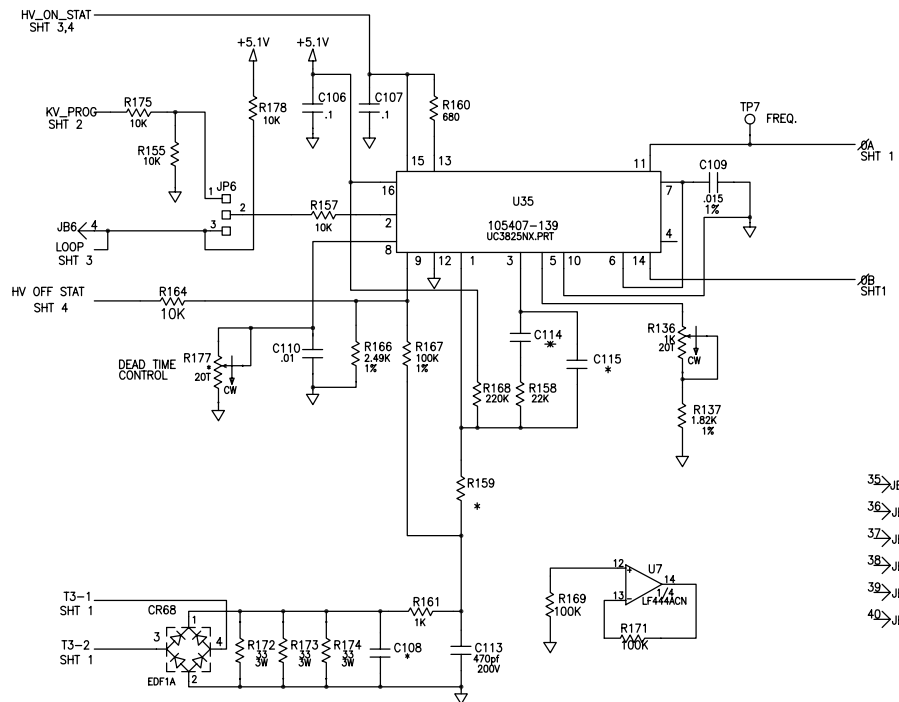 HV_ON_STAT
SHT 3,4
+5.1V
+5.1V
R175
10K
KV_PROG
SHT 2
R155
10K
R178
10K
C106
.1
C107
.1
R160
680
TP7
FREQ.
0A
SHT 1
15
13
11
C109
.015
1%
JP6
1
2
3
JB6
4
LOOP
SHT 3
R157
10K
16
2
8
U35
105407-139
UC3825NX.PRT
7
4
9
12
1
3
5
10
6
14
0B
SHT1
HV OFF STAT
SHT 4
R164
10K
DEAD TIME
CONTROL
R177
*
20T
CW
C110
.01
R166
2.49K
1%
R167
100K
1%
R168
220K
C114
*
R158
22K
C115
*
R136
1K
20T
CW
R137
1.82K
1%
R159
*
35
36
37
38
39
40
T3-1
SHT 1
CR68
T3-2
SHT 1
3
1
4
2
EDF1A
R172
33
3W
R173
33
3W
R174
33
3W
C108
*
R161
1K
C113
470pf
200V
R169
100K
12
+
13
-
14
U7
1/4
LF444ACN
R171
100K